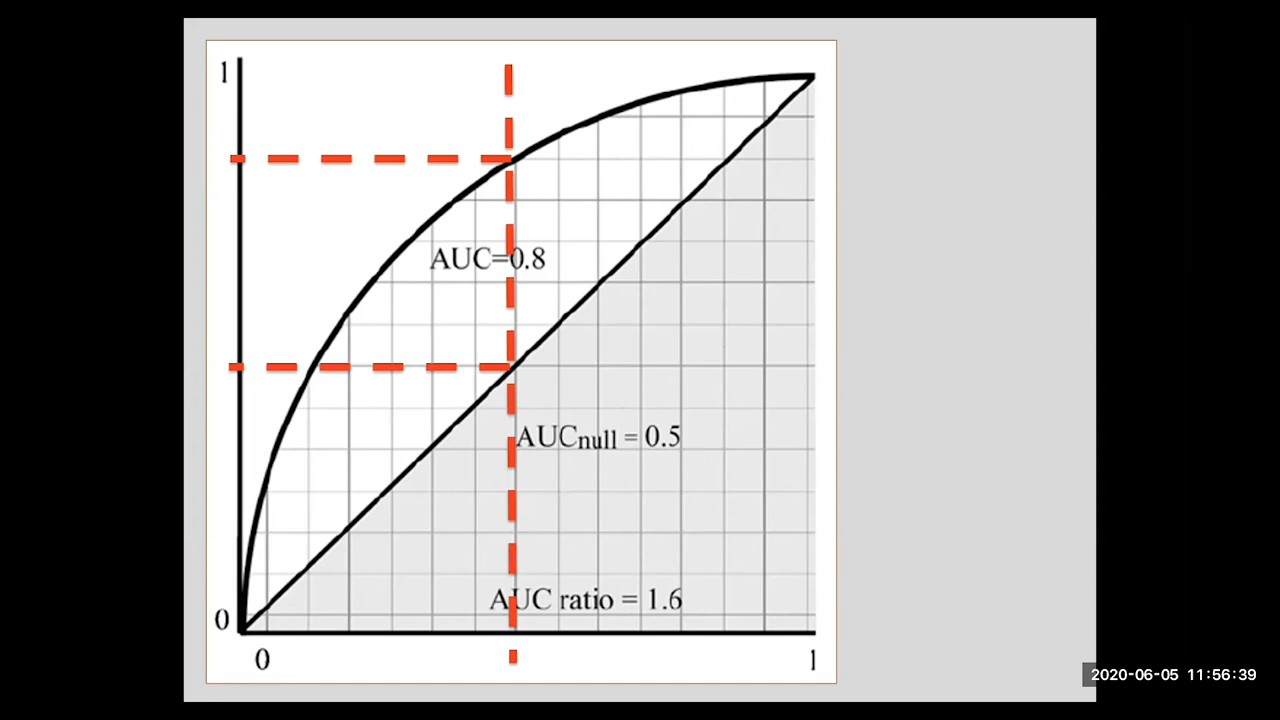 1
AUC=0.8
AUCnull = 0.5
AUC ratio = 1.6
0
0 1
2020-06-05 11:56:39